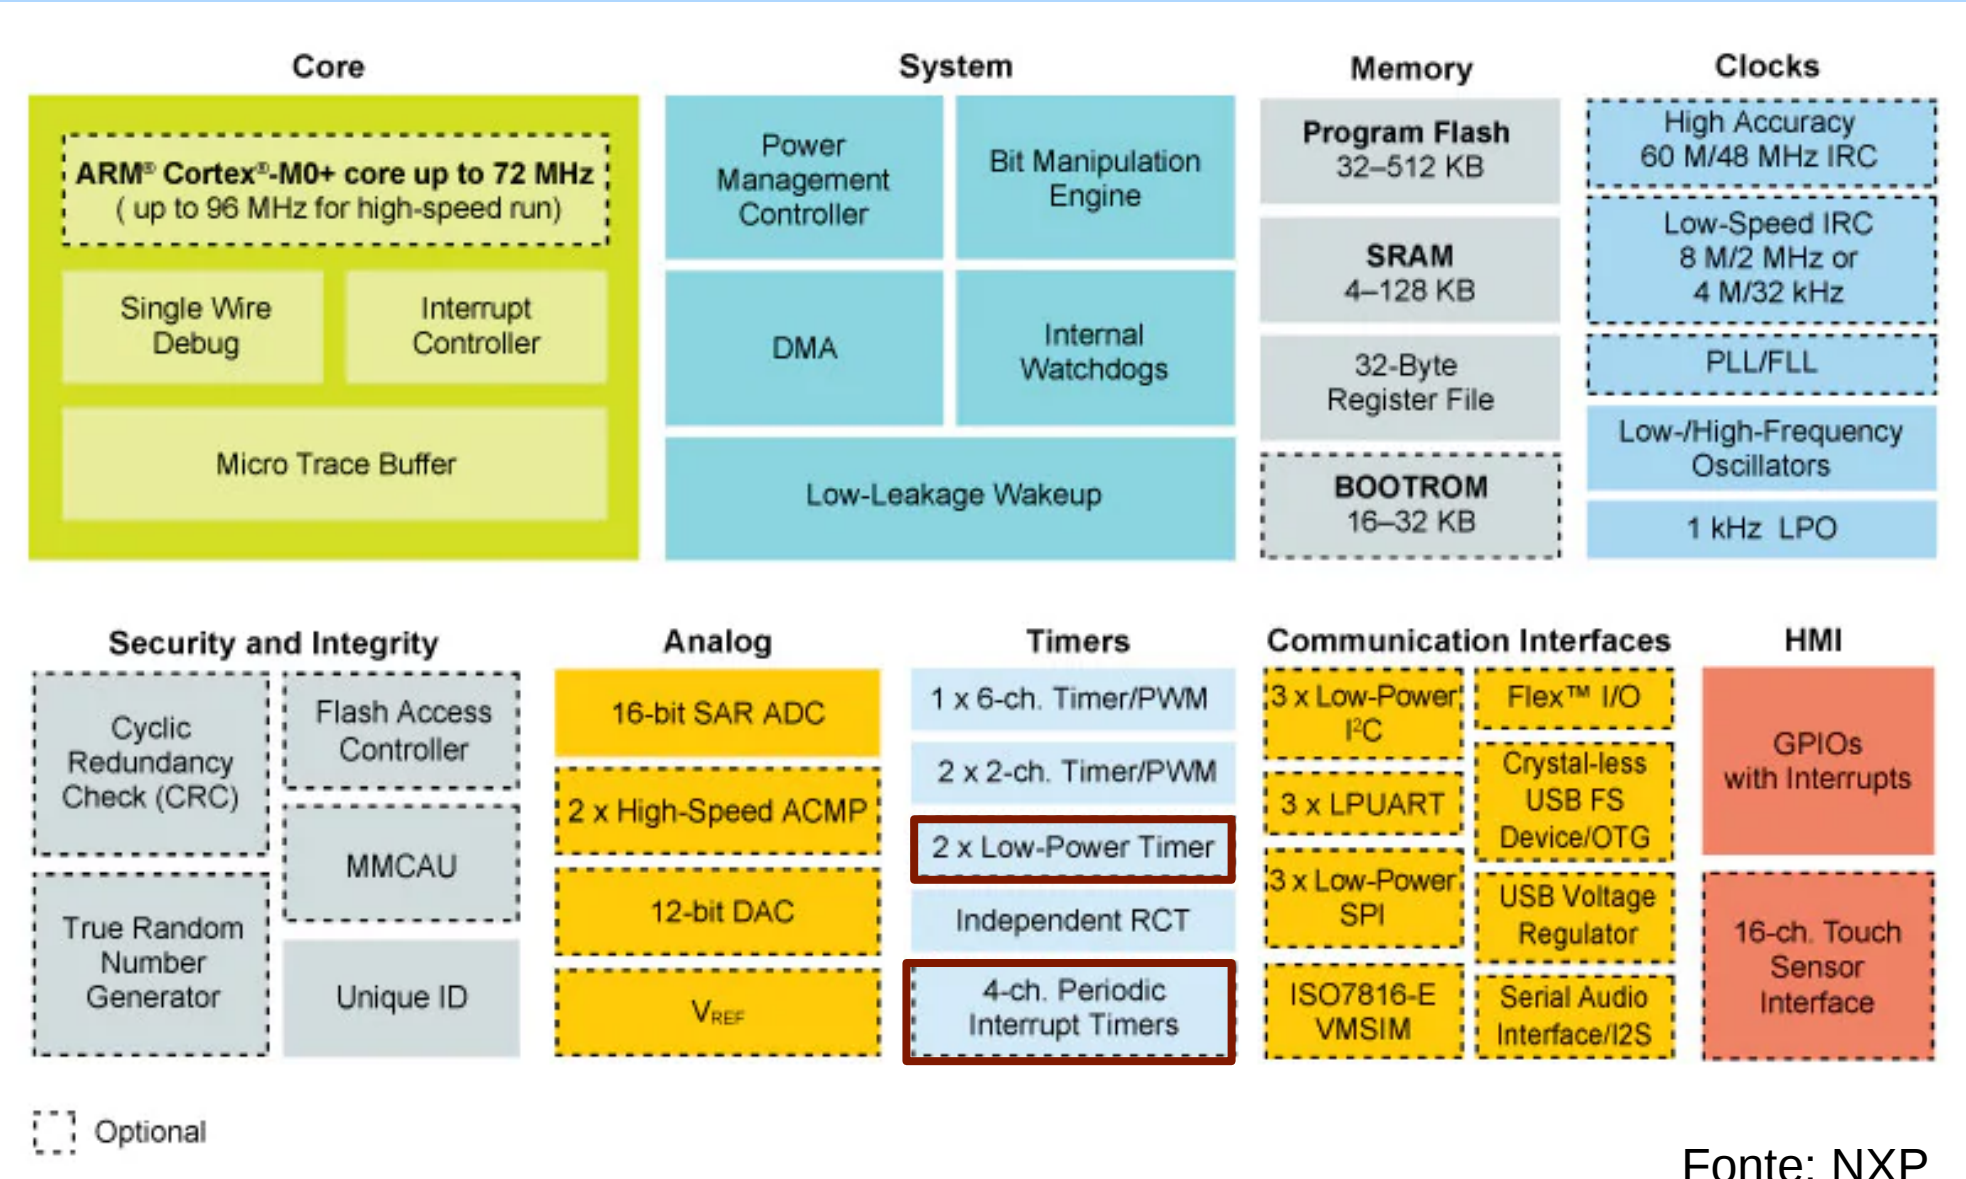 Core
ARM® Cortex®-M0+ core up to 72 MHz
( up to 96 MHz for high-speed run)
Single Wire
Debug
Interrupt
Controller
Micro Trace Buffer
System
Power
Management
Controller
Bit Manipulation
Engine
DMA
Internal
Watchdogs
Low-Leakage Wakeup
Memory
Program Flash
32–512 KB
SRAM
4–128 KB
32-Byte
Register File
BOOTROM
16–32 KB
Clocks
High Accuracy
60 M/48 MHz IRC
Low-Speed IRC
8 M/2 MHz or
4 M/32 kHz
PLL/FLL
Low-/High-Frequency
Oscillators
1 kHz LPO
Security and Integrity
Cyclic
Redundancy
Check (CRC)
Flash Access
Controller
MMCAU
True Random
Number
Generator
Unique ID
Analog
16-bit SAR ADC
2 x High-Speed ACMP
12-bit DAC
VREF
Timers
1 x 6-ch. Timer/PWM
2 x 2-ch. Timer/PWM
2 x Low-Power Timer
Independent RCT
4-ch. Periodic
Interrupt Timers
Communication Interfaces
3 x Low-Power
I²C
3 x LPUART
3 x Low-Power
SPI
ISO7816-E
VMSIM
Flex™ I/O
Crystal-less
USB FS
Device/OTG
USB Voltage
Regulator
Serial Audio
Interface/I2S
HMI
GPIOs
with Interrupts
16-ch. Touch
Sensor
Interface
Optional
Fonte: NXP